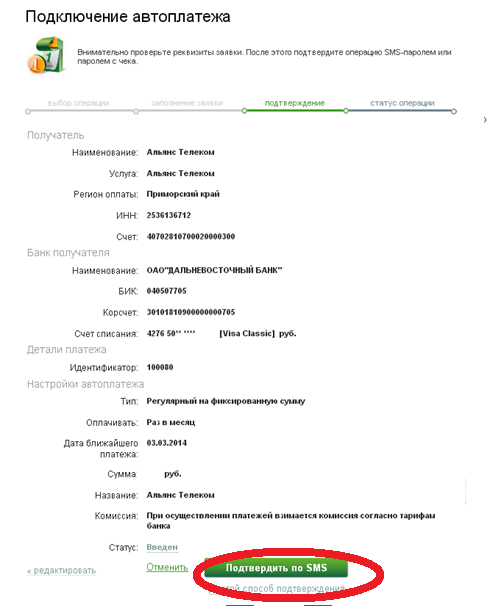 Подключение автоплатежа
Внимательно проверьте реквизиты заявки. После этого подтвердите операцию SMS-паролем или
паролем с чека.
выбор операции заполнение заявки подтверждение статус операции
Получатель
Наименование: Альянс Телеком
Услуга: Альянс Телеком
Регион оплаты: Приморский край
ИНН: 2536136712
Счет: 40702810700020000300
Банк получателя
Наименование: ОАО"ДАЛЬНЕВОСТОЧНЫЙ БАНК"
БИК: 040507705
Корсчет: 30101810900000000705
Счет списания: 4276 50** **** [Visa Classic] руб.
Детали платежа
Идентификатор: 100080
Настройки автоплатежа
Тип: Регулярный на фиксированную сумму
Оплачивать: Раз в месяц
Дата ближайшего
платежа: 03.03.2014
Сумма: руб.
Название: Альянс Телеком
Комиссия: При осуществлении платежей взимается комиссия согласно тарифам
банка
Статус: Введен
« редактировать Отменить Подтвердить по SMS
способ подтверждения